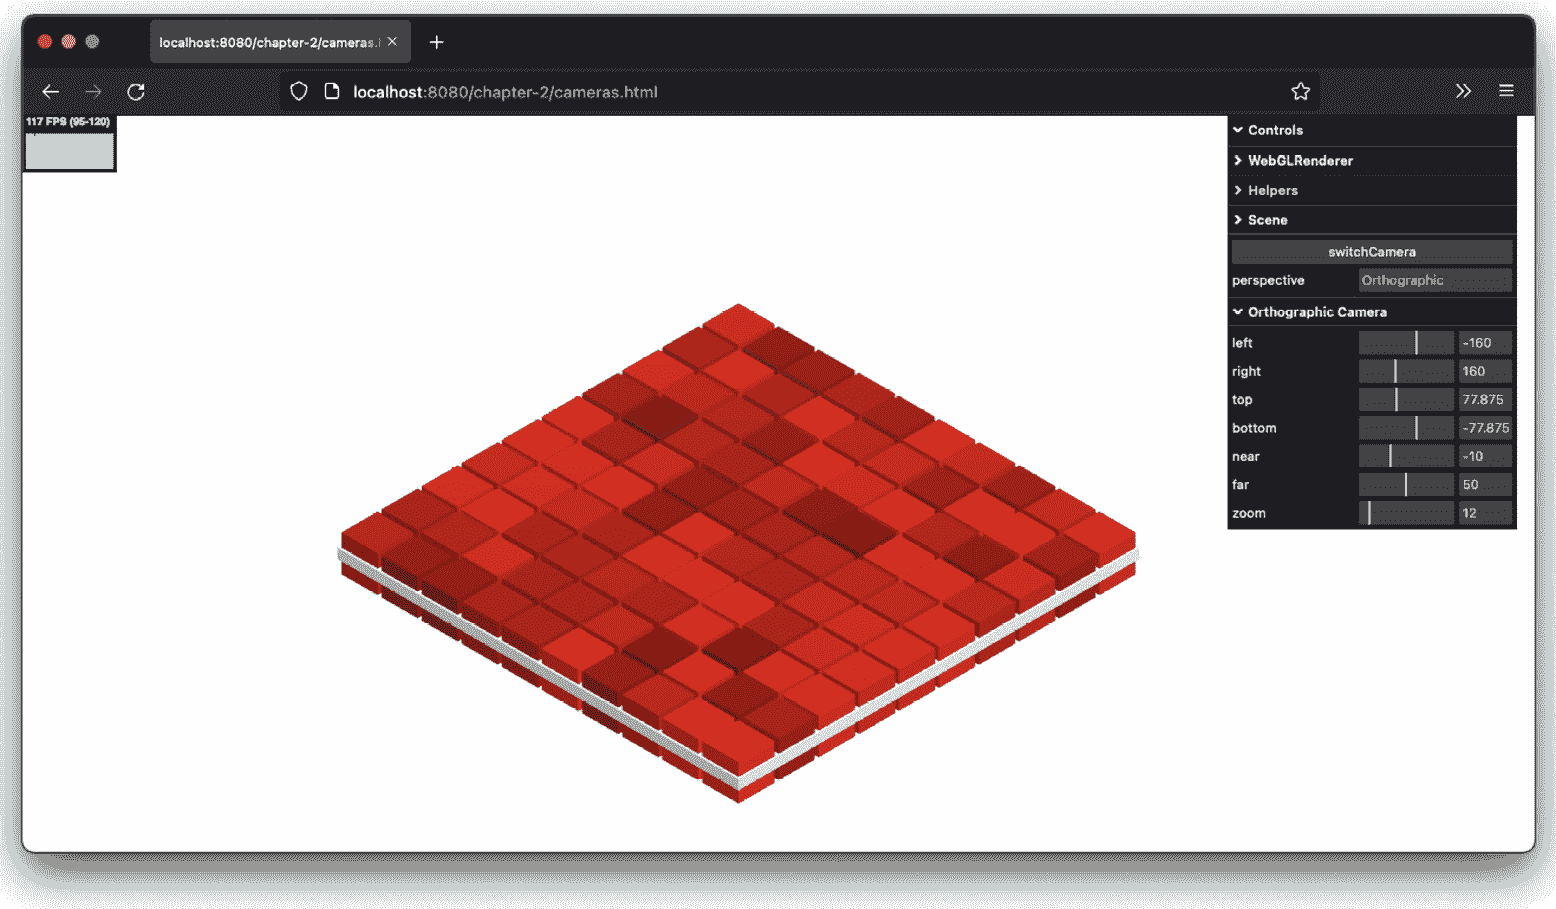 localhost:8080/chapter-2/cameras.
localhost:8080/chapter-2/cameras.html
117 FPS (95-120)
Controls
WebGLRenderer
Helpers
Scene
switchCamera
perspective Orthographic
Orthographic Camera
left -160
right 160
top 77.875
bottom -77.875
near -10
far 50
zoom 12